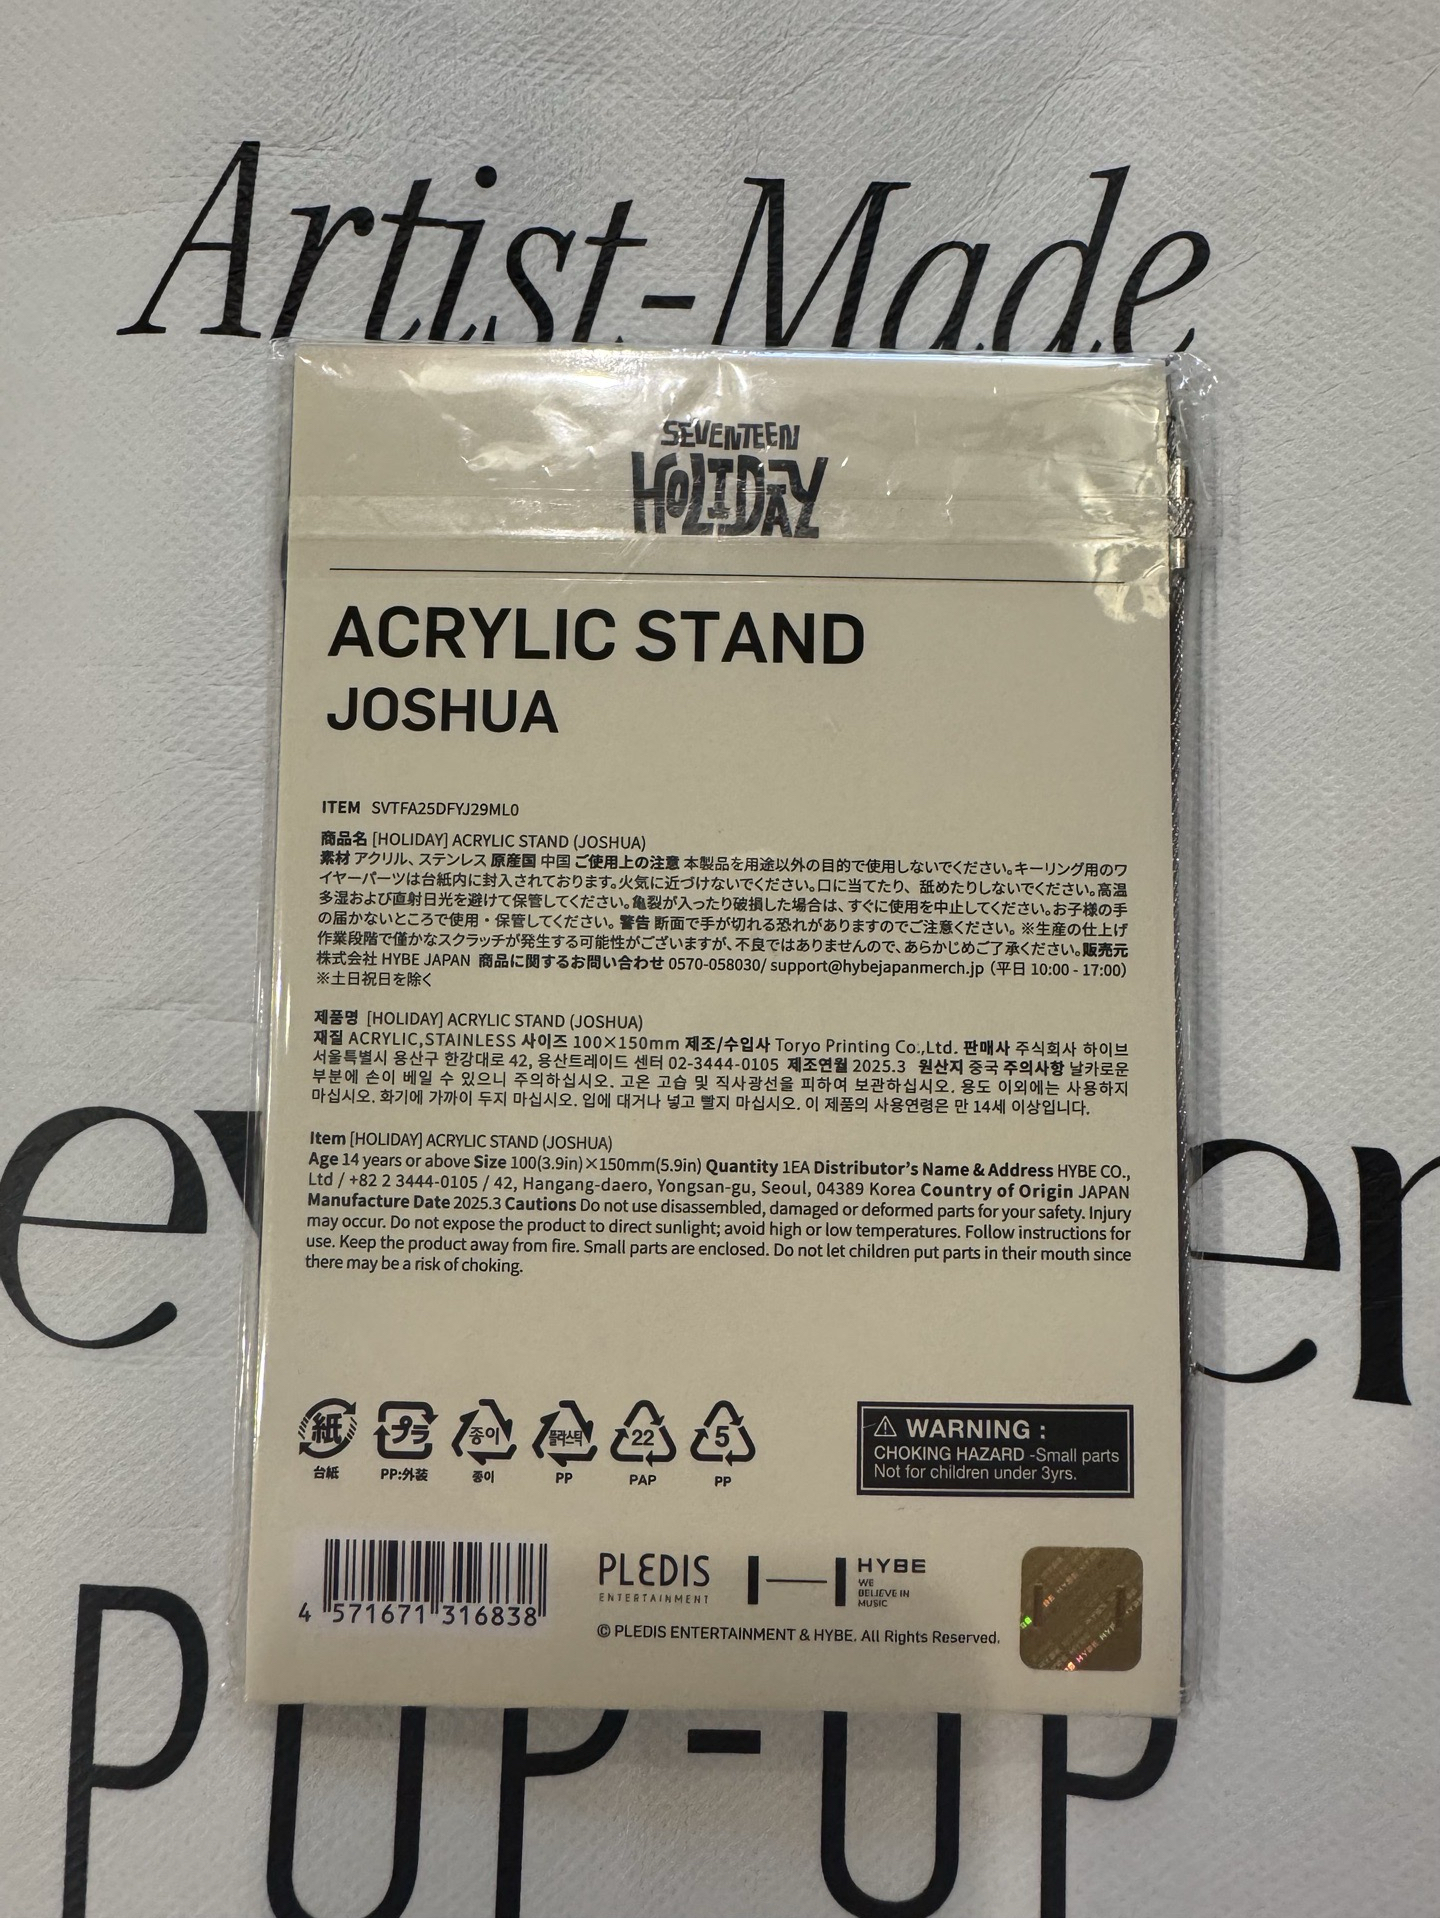 Artist-Made
SEVENTEEN
HOLIDAY
ACRYLIC STAND
JOSHUA
ITEM SVTFA25DFYJ29ML0
商品名 [HOLIDAY] ACRYLIC STAND (JOSHUA)
素材 アクリル、ステンレス 原産国 中国 ご使用上の注意 本製品を用途以外の目的で使用しないでください。キーリング用のワ
イヤーパーツは台紙内に封入されております。火気に近づけないでください。口に当てたり、舐めたりしないでください。高温
多湿および直射日光を避けて保管してください。亀裂が入ったり破損した場合は、すぐに使用を中止してください。お子様の手
の届かないところで使用・保管してください。警告 断面で手が切れる恐れがありますのでご注意ください。※生産の仕上げ
作業段階で僅かなスクラッチが発生する可能性がございますが、不良ではありませんので、あらかじめご了承ください。販売元
株式会社 HYBE JAPAN 商品に関するお問い合わせ 0570-058030/ support@hybejapanmerch.jp (平日 10:00 - 17:00)
※土日祝日を除く
제품명 [HOLIDAY] ACRYLIC STAND (JOSHUA)
재질 ACRYLIC,STAINLESS 사이즈 100×150mm 제조/수입사 Toryo Printing Co.,Ltd. 판매사 주식회사 하이브
서울특별시 용산구 한강대로 42, 용산트레이드 센터 02-3444-0105 제조연월 2025.3 원산지 중국 주의사항 날카로운
부분에 손이 베일 수 있으니 주의하십시오. 고온 고습 및 직사광선을 피하여 보관하십시오. 용도 이외에는 사용하지
마십시오. 화기에 가까이 두지 마십시오. 입에 대거나 넣고 빨지 마십시오. 이 제품의 사용연령은 만 14세 이상입니다.
Item [HOLIDAY] ACRYLIC STAND (JOSHUA)
Age 14 years or above Size 100(3.9in)×150mm(5.9in) Quantity 1EA Distributor's Name & Address HYBE CO.,
Ltd / +82 2 3444-0105 / 42, Hangang-daero, Yongsan-gu, Seoul, 04389 Korea Country of Origin JAPAN
Manufacture Date 2025.3 Cautions Do not use disassembled, damaged or deformed parts for your safety. Injury
may occur. Do not expose the product to direct sunlight; avoid high or low temperatures. Follow instructions for
use. Keep the product away from fire. Small parts are enclosed. Do not let children put parts in their mouth since
there may be a risk of choking.
紙 プラ 종이 플라스틱 22 5
台紙 PP:外装 종이 PP PAP PP
WARNING :
CHOKING HAZARD -Small parts
Not for children under 3yrs.
4 571671 316838
PLEDIS
ENTERTAINMENT
HYBE
WE
BELIEVE IN
MUSIC
© PLEDIS ENTERTAINMENT & HYBE. All Rights Reserved.
HYBE
POP-UP